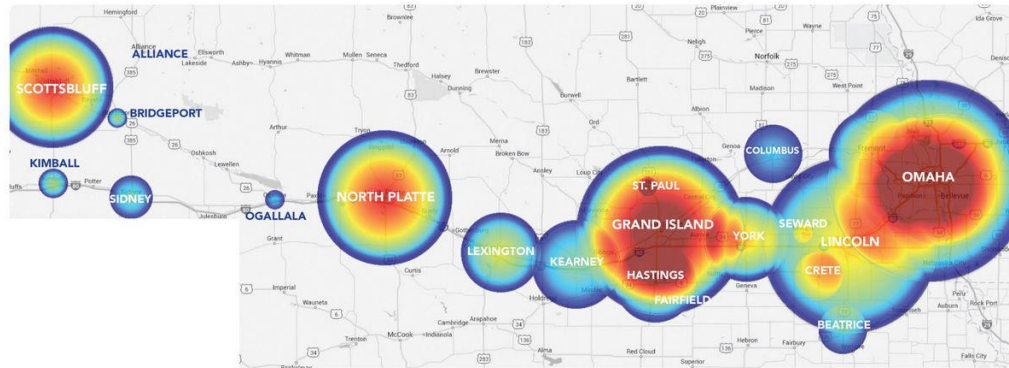 Hemingford
Brownlee
Plainview
Wayne
Ida Grove
Pierce
Alliance
ALLIANCE
Ellsworth
Lakeside
Ashby
Hyannis
Whitman
Mullen
Seneca
Thedford
Neligh
Norfolk
Halsey
Dunning
Brewster
Bartlett
Madison
West Point
SCOTTSBLUFF
BRIDGEPORT
Burwell
Albion
Arthur
Tryon
Ord
Genoa
Fremont
KIMBALL
Oshkosh
Lewellen
Arnold
Merna
Broken Bow
COLUMBUS
Potter
SIDNEY
Ansley
Loup City
ST. PAUL
OMAHA
Bellevue
NORTH PLATTE
OGALLALA
Julesburg
GRAND ISLAND
SEWARD
YORK
LINCOLN
Grant
LEXINGTON
KEARNEY
HASTINGS
CRETE
Imperial
Curtis
Holdrege
FAIRFIELD
Geneva
Peru
Rock Port
Auburn
Wauneta
Cambridge
Arapahoe
BEATRICE
McCook
Indianola
Hebron
Fairbury
Trenton
Alma
Red Cloud
Superior
Falls City